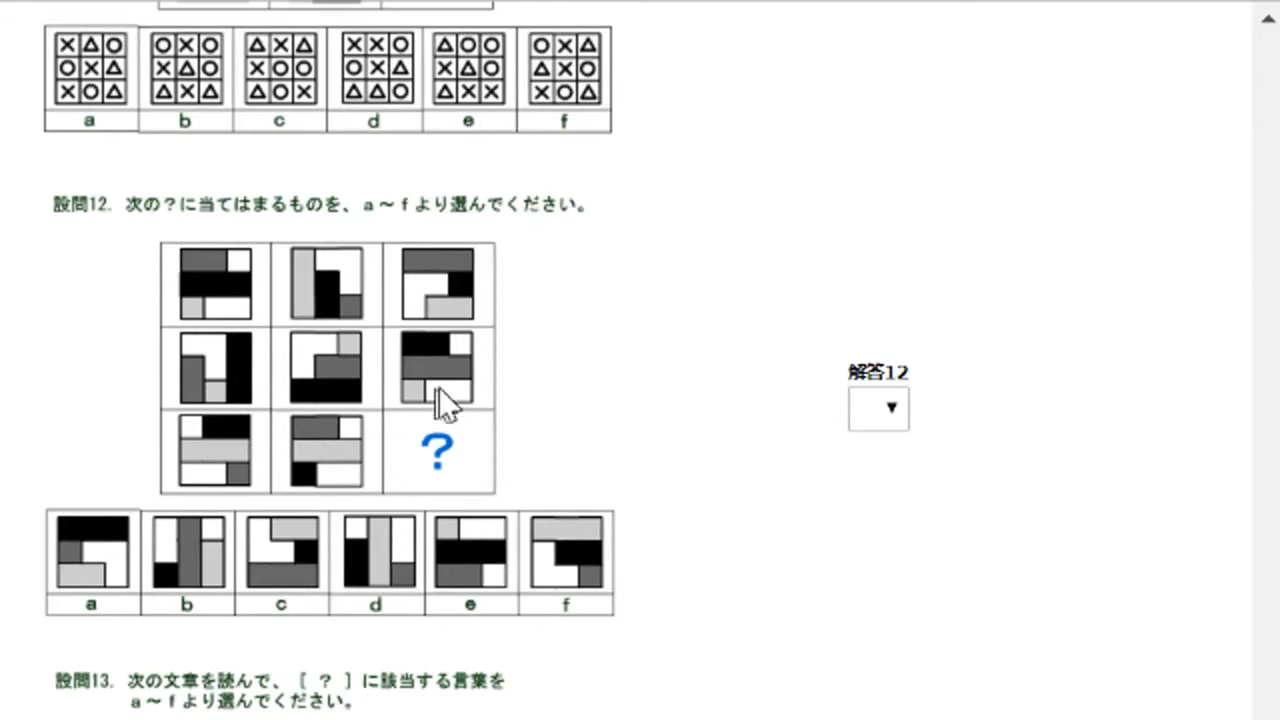 a b c d e f
設問12. 次の？に当てはまるものを、a～fより選んでください。
?
解答12
a b c d e f
設問13. 次の文章を読んで、[ ? ]に該当する言葉を
a～fより選んでください。